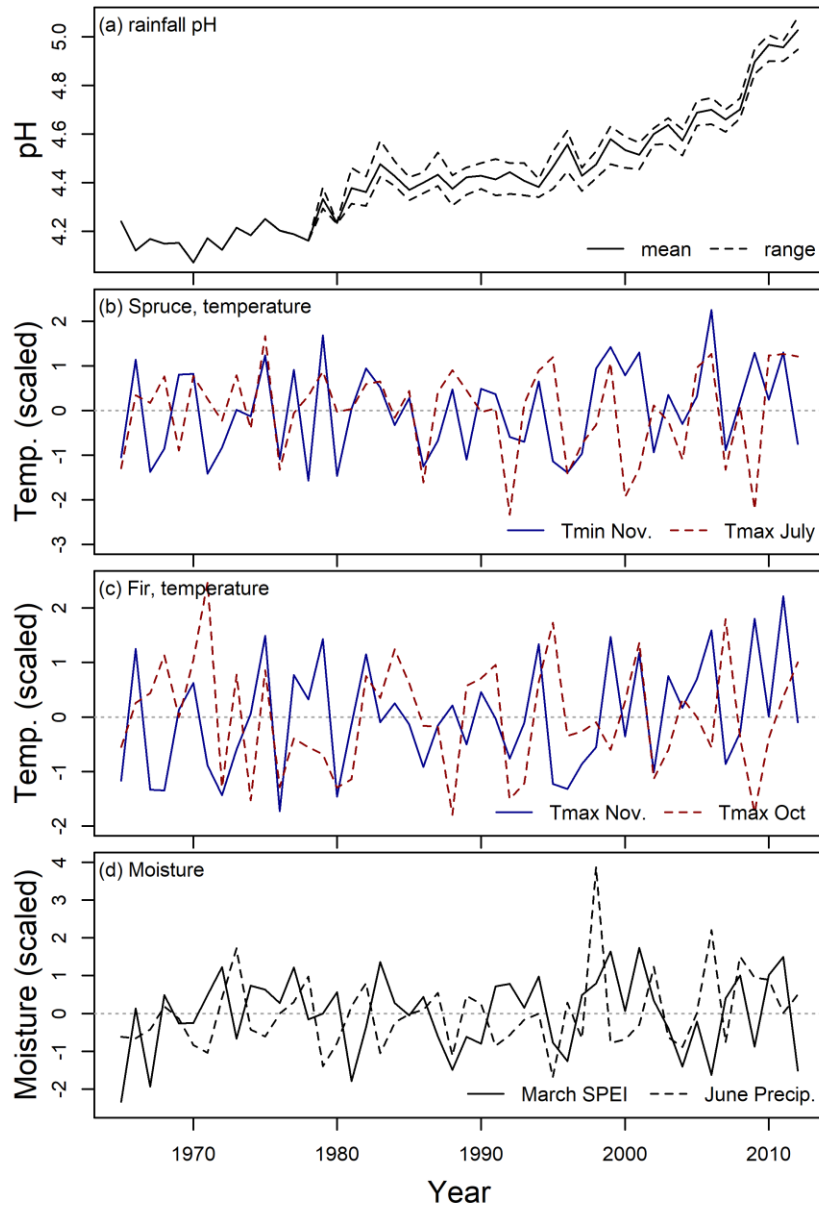 (a) rainfall pH
pH
5.0
4.8
4.6
4.4
4.2
mean range
(b) Spruce, temperature
Temp. (scaled)
2
1
0
-1
-2
-3
Tmin Nov. Tmax July
(c) Fir, temperature
Temp. (scaled)
2
1
0
-1
-2
Tmax Nov. Tmax Oct
(d) Moisture
Moisture (scaled)
4
3
2
1
0
-1
-2
March SPEI June Precip.
1970 1980 1990 2000 2010
Year